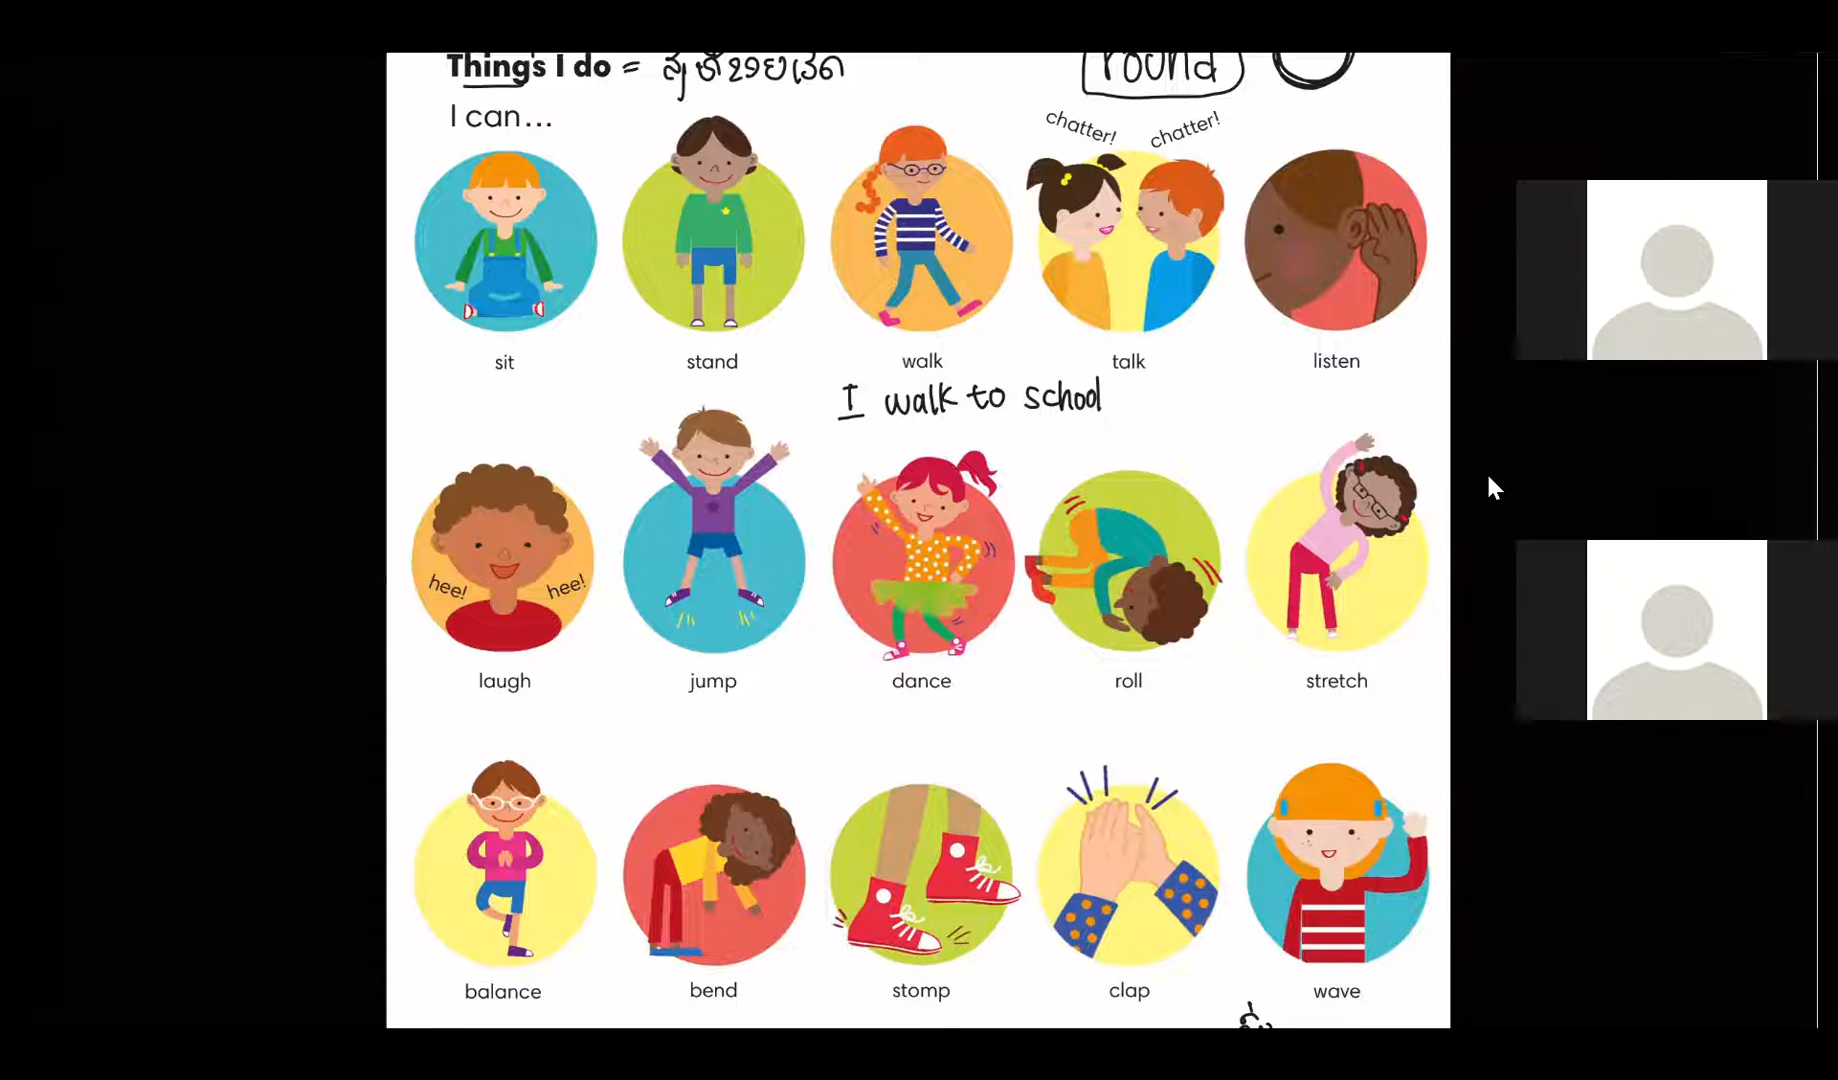 Things I do =
round
I can...
chatter! chatter!
sit stand walk talk listen
I walk to school
hee! hee!
laugh jump dance roll stretch
balance bend stomp clap wave